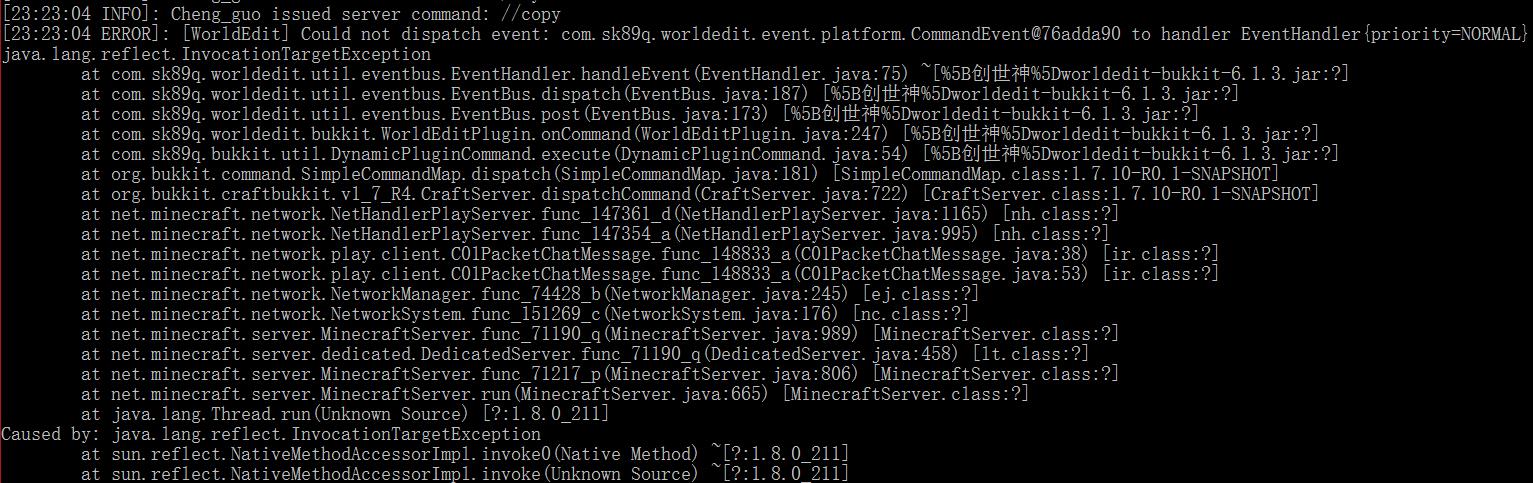 [23:23:04 INFO]: Cheng_guo issued server command: //copy
[23:23:04 ERROR]: [WorldEdit] Could not dispatch event: com.sk89q.worldedit.event.platform.CommandEvent@76adda90 to handler EventHandler{priority=NORMAL}
java.lang.reflect.InvocationTargetException
at com.sk89q.worldedit.util.eventbus.EventHandler.handleEvent(EventHandler.java:75) ~[%5B创世神%5Dworldedit-bukkit-6.1.3.jar:?]
at com.sk89q.worldedit.util.eventbus.EventBus.dispatch(EventBus.java:187) [%5B创世神%5Dworldedit-bukkit-6.1.3.jar:?]
at com.sk89q.worldedit.util.eventbus.EventBus.post(EventBus.java:173) [%5B创世神%5Dworldedit-bukkit-6.1.3.jar:?]
at com.sk89q.worldedit.bukkit.WorldEditPlugin.onCommand(WorldEditPlugin.java:247) [%5B创世神%5Dworldedit-bukkit-6.1.3.jar:?]
at com.sk89q.bukkit.util.DynamicPluginCommand.execute(DynamicPluginCommand.java:54) [%5B创世神%5Dworldedit-bukkit-6.1.3.jar:?]
at org.bukkit.command.SimpleCommandMap.dispatch(SimpleCommandMap.java:181) [SimpleCommandMap.class:1.7.10-R0.1-SNAPSHOT]
at org.bukkit.craftbukkit.v1_7_R4.CraftServer.dispatchCommand(CraftServer.java:722) [CraftServer.class:1.7.10-R0.1-SNAPSHOT]
at net.minecraft.network.NetHandlerPlayServer.func_147361_d(NetHandlerPlayServer.java:1165) [nh.class:?]
at net.minecraft.network.NetHandlerPlayServer.func_147354_a(NetHandlerPlayServer.java:995) [nh.class:?]
at net.minecraft.network.play.client.C01PacketChatMessage.func_148833_a(C01PacketChatMessage.java:38) [ir.class:?]
at net.minecraft.network.play.client.C01PacketChatMessage.func_148833_a(C01PacketChatMessage.java:53) [ir.class:?]
at net.minecraft.network.NetworkManager.func_74428_b(NetworkManager.java:245) [ej.class:?]
at net.minecraft.network.NetworkSystem.func_151269_c(NetworkSystem.java:176) [nc.class:?]
at net.minecraft.server.MinecraftServer.func_71190_q(MinecraftServer.java:989) [MinecraftServer.class:?]
at net.minecraft.server.dedicated.DedicatedServer.func_71190_q(DedicatedServer.java:458) [lt.class:?]
at net.minecraft.server.MinecraftServer.func_71217_p(MinecraftServer.java:806) [MinecraftServer.class:?]
at net.minecraft.server.MinecraftServer.run(MinecraftServer.java:665) [MinecraftServer.class:?]
at java.lang.Thread.run(Unknown Source) [?:1.8.0_211]
Caused by: java.lang.reflect.InvocationTargetException
at sun.reflect.NativeMethodAccessorImpl.invoke0(Native Method) ~[?:1.8.0_211]
at sun.reflect.NativeMethodAccessorImpl.invoke(Unknown Source) ~[?:1.8.0_211]